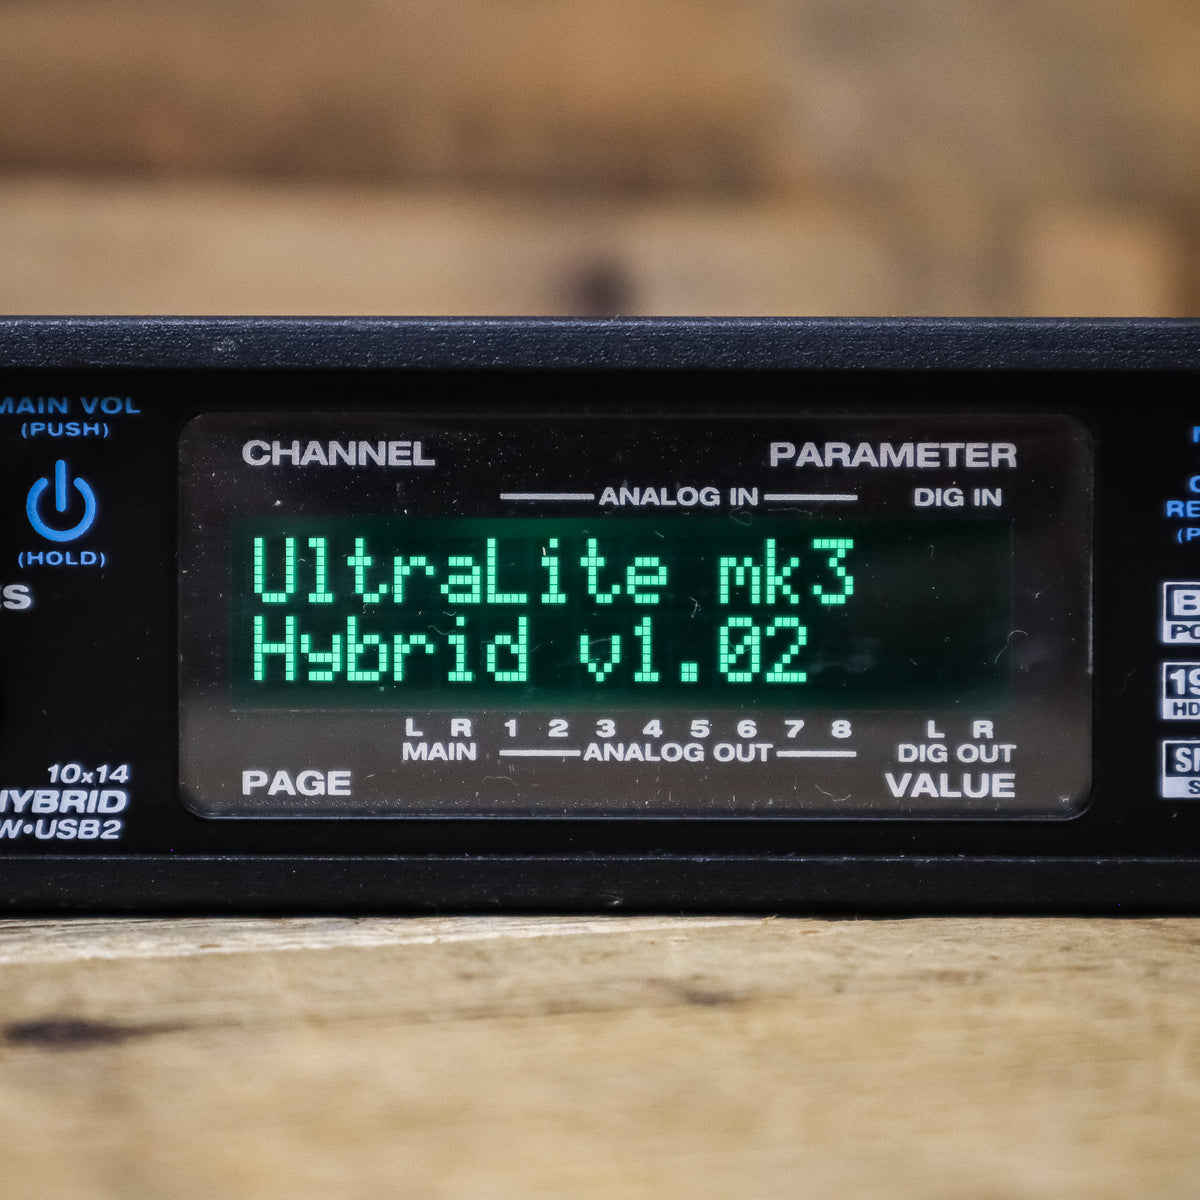 MAIN VOL
(PUSH)
(HOLD)
10x14
HYBRID
USB2
CHANNEL
PARAMETER
ANALOG IN
DIG IN
UltraLite mk3
Hybrid v1.02
L R 1 2 3 4 5 6 7 8 L R
MAIN ANALOG OUT DIG OUT
PAGE
VALUE